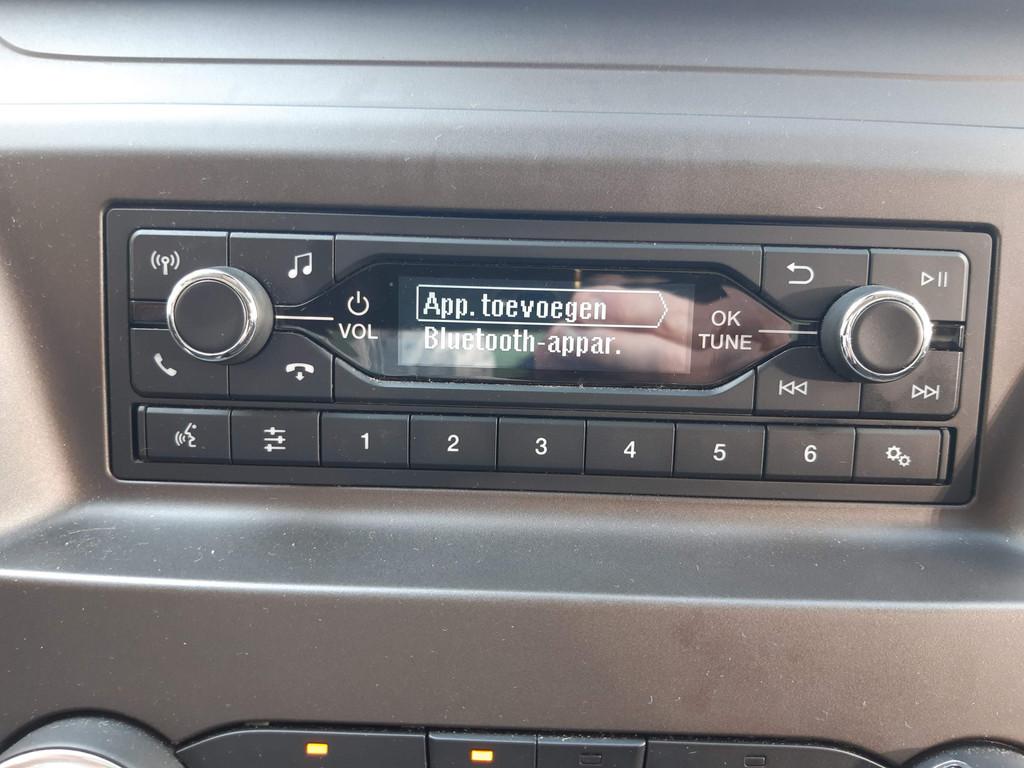 VOL
App. toevoegen
Bluetooth-appar.
OK
TUNE
1 2 3 4 5 6